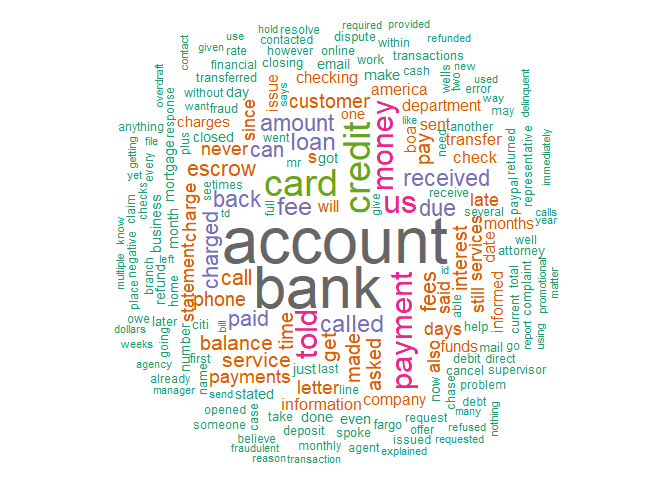 hold resolve
required provided
use
however dispute within
given rate
contacted online
refunded
contact
financial closing email work transactions
overdraft
transferred
checking make cash
wells
two
new
used
without day
issue america
error
want fraud
says
customer department
way
delinquent
anything
response
charges
since
one
like
may
file
plus
closed
never
went
amount
money
boa
pay
sent
need
another
yet
getting
mortgage
can loan
credit
transfer
returned
representative
immediately
every
checks
see times
escrow
mr s got
card
check
paypal
claim
month
business
back
full
fee will
give
us
received
receive
several
late
calls
year
know
multiple
negative
place
branch
refund
statement
charge
charged
td
due
interest
months
well
attorney
account
id
date
still services
informed
complaint
total
current
promotional
matter
left
home
call
bank
payment
fees
said
able
report
using
owe later
phone
dollars
going
number
citi
bill
paid
told
called
days help mail go
weeks
balance
time
get
also
funds debit direct
agency
first
service
made
asked
cancel supervisor
already
name
payments
just last
now
chase
problem
manager
send stated
letter line company
debt
many
nothing
opened
case
information
take done even
request
someone
deposit spoke fargo offer refused
believe
issued requested
fraudulent
monthly agent
explained
reason transaction